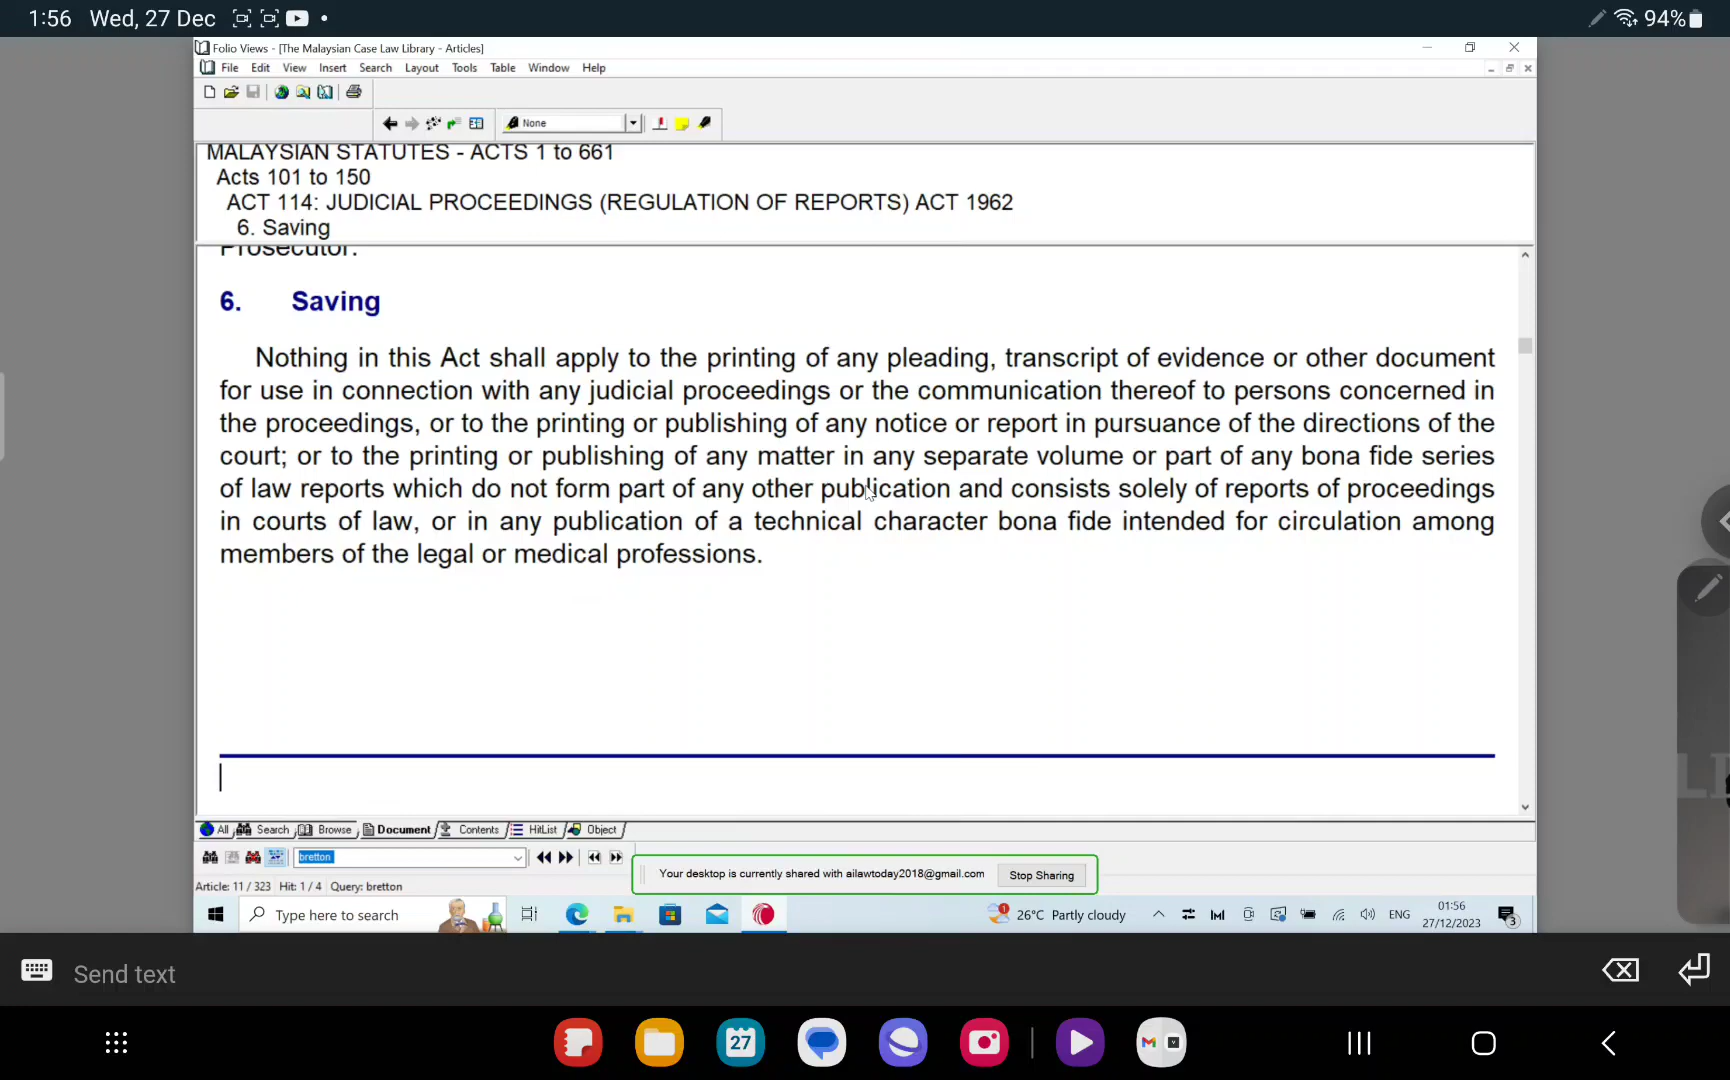 1:56 Wed, 27 Dec
94%
Folio Views - [The Malaysian Case Law Library - Articles]
File Edit View Insert Search Layout Tools Table Window Help
None
MALAYSIAN STATUTES - ACTS 1 to 661
Acts 101 to 150
ACT 114: JUDICIAL PROCEEDINGS (REGULATION OF REPORTS) ACT 1962
6. Saving
Prosecutor.
6. Saving
Nothing in this Act shall apply to the printing of any pleading, transcript of evidence or other document
for use in connection with any judicial proceedings or the communication thereof to persons concerned in
the proceedings, or to the printing or publishing of any notice or report in pursuance of the directions of the
court; or to the printing or publishing of any matter in any separate volume or part of any bona fide series
of law reports which do not form part of any other publication and consists solely of reports of proceedings
in courts of law, or in any publication of a technical character bona fide intended for circulation among
members of the legal or medical professions.
All Search Browse Document Contents HitList Object
bretton
Your desktop is currently shared with ailawtoday2018@gmail.com Stop Sharing
Article: 11 / 323 Hit: 1 / 4 Query: bretton
Type here to search
1
26°C Partly cloudy
ENG
01:56
27/12/2023
3
Send text
27